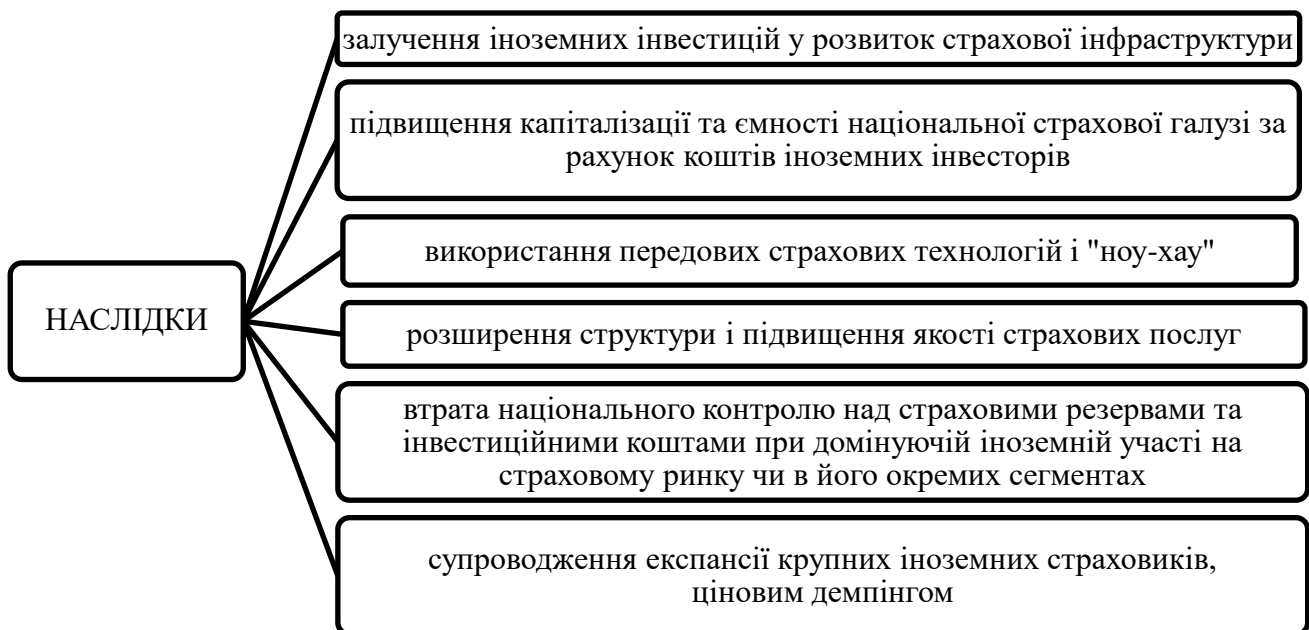 залучення іноземних інвестицій у розвиток страхової інфраструктури
підвищення капіталізації та ємності національної страхової галузі за
рахунок коштів іноземних інвесторів
використання передових страхових технологій і "ноу-хау"
НАСЛІДКИ
розширення структури і підвищення якості страхових послуг
втрата національного контролю над страховими резервами та
інвестиційними коштами при домінуючій іноземній участі на
страховому ринку чи в його окремих сегментах
супроводження експансії крупних іноземних страховиків,
ціновим демпінгом